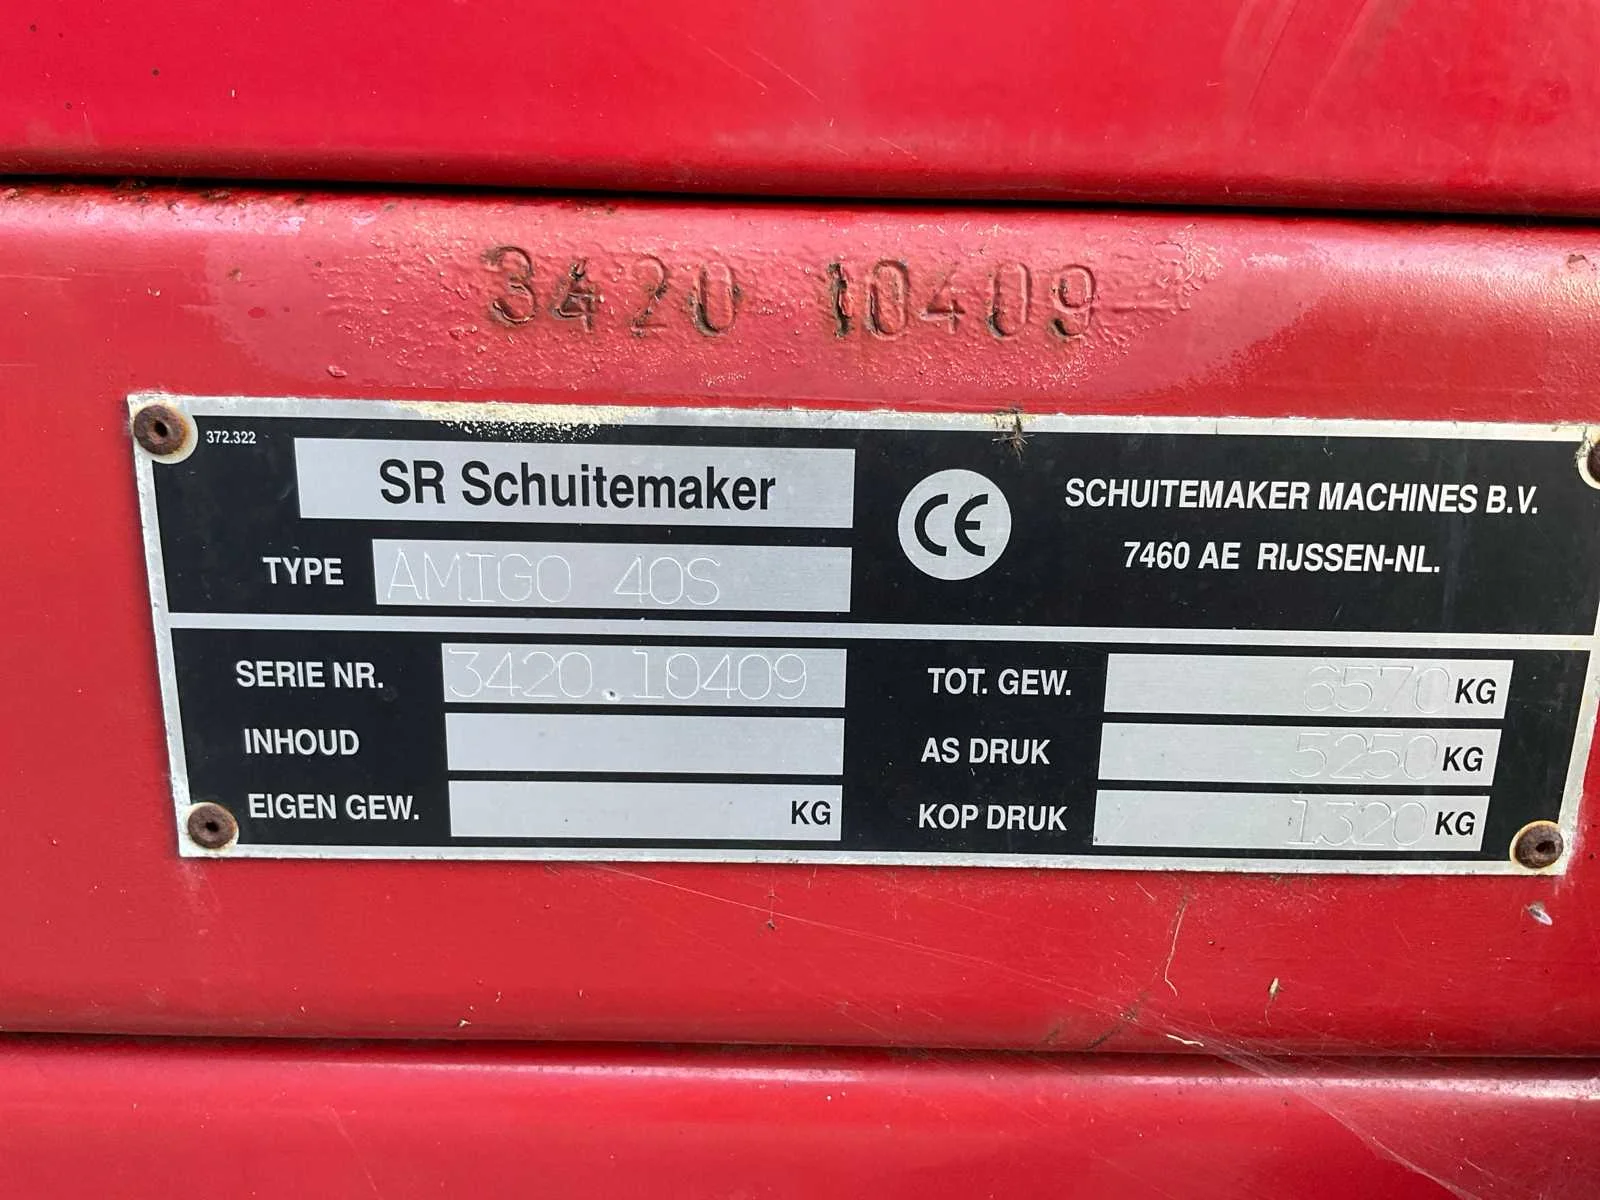 3420 10409
372.322
SR Schuitemaker
TYPE AMIGO 40S
CE
SCHUITEMAKER MACHINES B.V.
7460 AE RIJSSEN-NL.
SERIE NR. 3420.10409
INHOUD
EIGEN GEW. KG
TOT. GEW. 6570 KG
AS DRUK 5250 KG
KOP DRUK 1320 KG